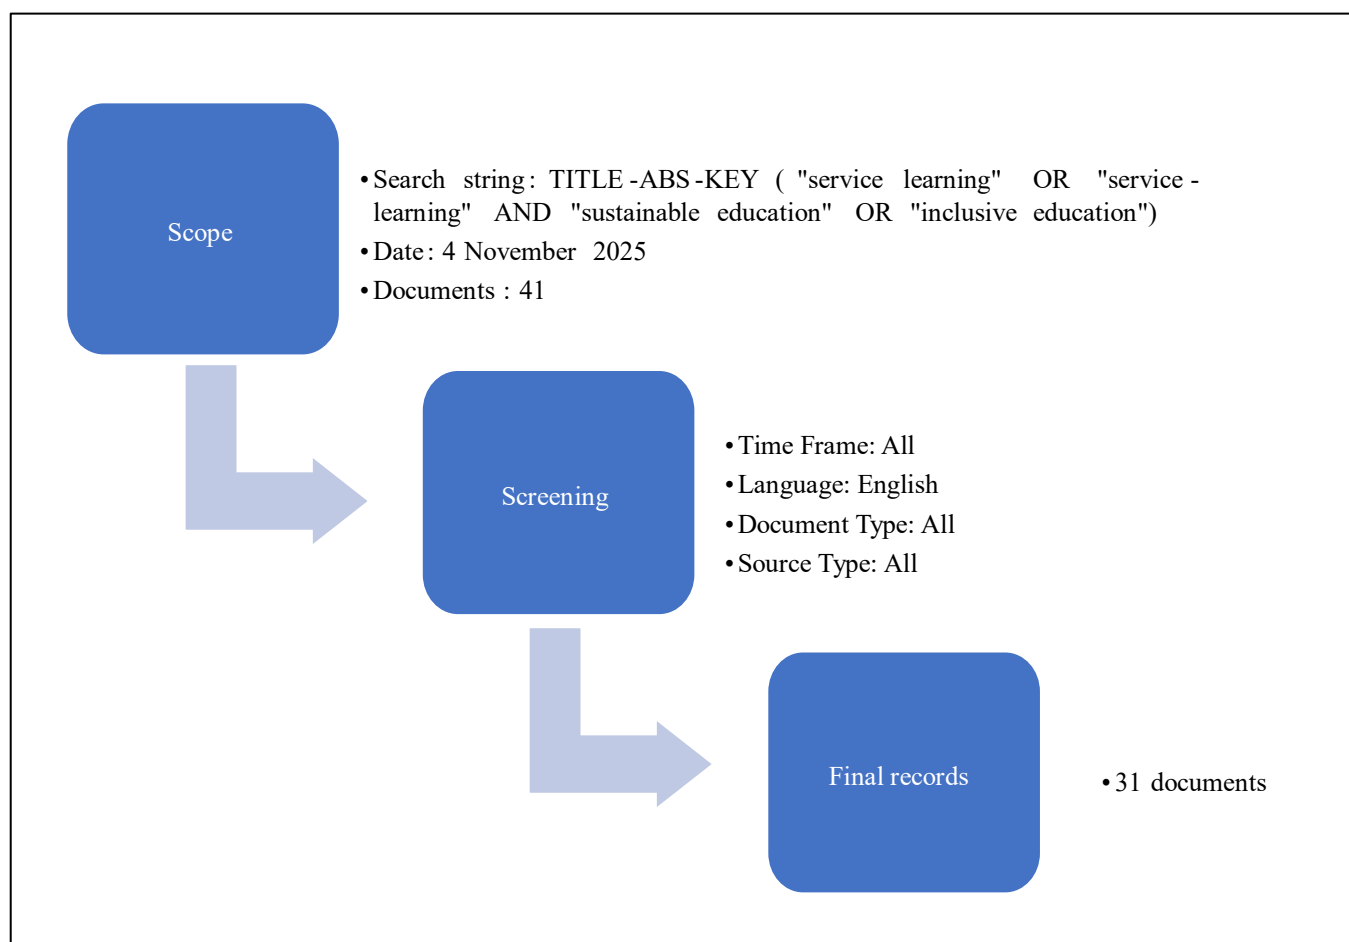 Scope
• Search string: TITLE-ABS-KEY ( "service learning" OR "service-
learning" AND "sustainable education" OR "inclusive education")
• Date: 4 November 2025
• Documents : 41
Screening
• Time Frame: All
• Language: English
• Document Type: All
• Source Type: All
Final records
• 31 documents